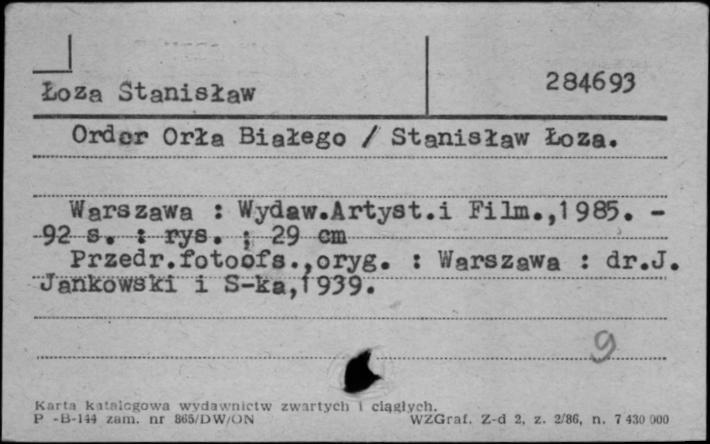 Łoza Stanisław
284693
Order Orła Białego / Stanisław Łoza.
Warszawa : Wydaw.Artyst.i Film.,1985. -
92 s. : rys. ; 29 cm
Przedr.fotoofs.,oryg. : Warszawa : dr.J.
Jankowski i S-ka,1939.
9
Karta katalogowa wydawnictw zwartych i ciągłych.
P -B-144 zam. nr 865/DW/ON
WZGraf. Z-d 2, z. 2/86, n. 7 430 000